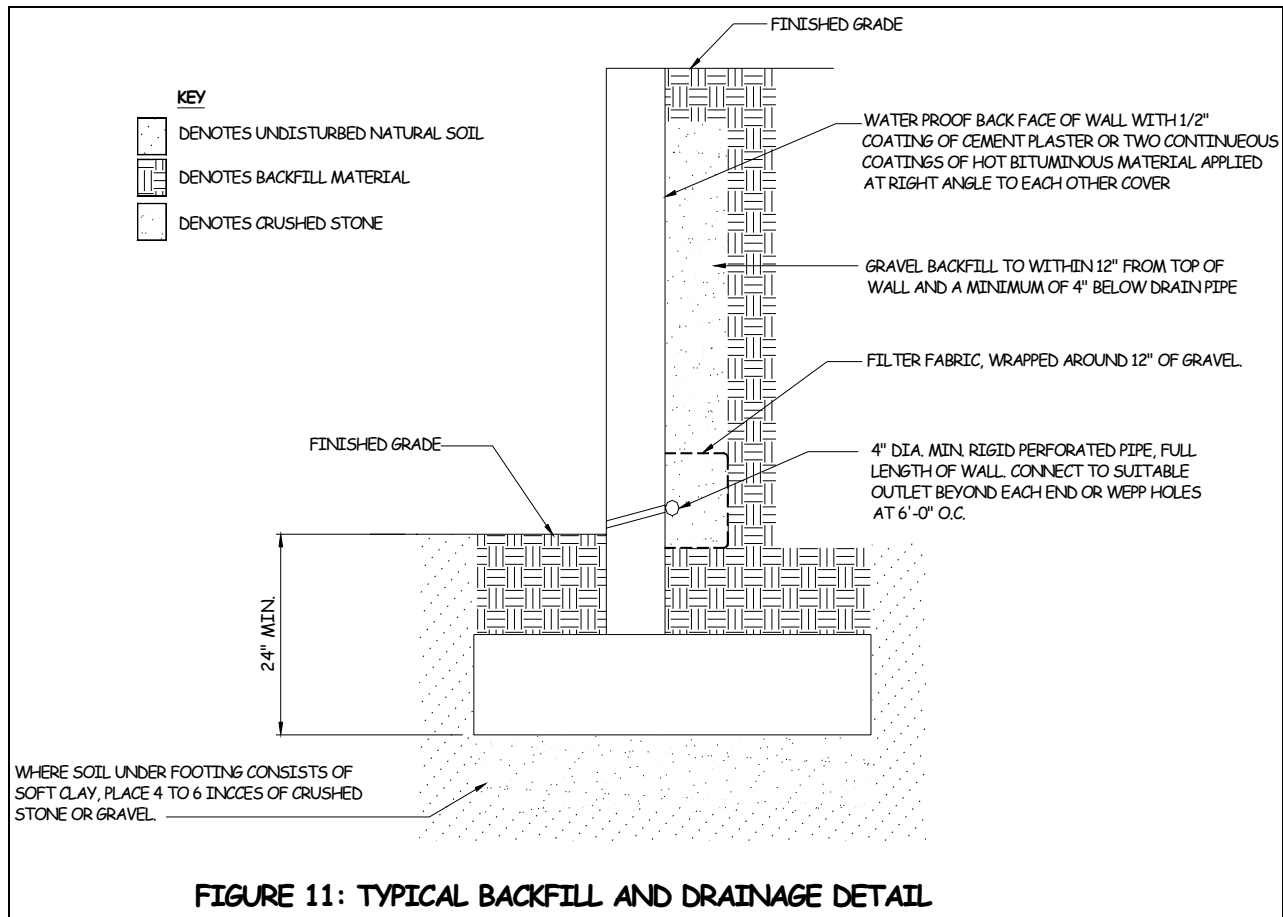 FINISHED GRADE
KEY
DENOTES UNDISTURBED NATURAL SOIL
DENOTES BACKFILL MATERIAL
DENOTES CRUSHED STONE
WATER PROOF BACK FACE OF WALL WITH 1/2"
COATING OF CEMENT PLASTER OR TWO CONTINUEOUS
COATINGS OF HOT BITUMINOUS MATERIAL APPLIED
AT RIGHT ANGLE TO EACH OTHER COVER
GRAVEL BACKFILL TO WITHIN 12" FROM TOP OF
WALL AND A MINIMUM OF 4" BELOW DRAIN PIPE
FILTER FABRIC, WRAPPED AROUND 12" OF GRAVEL.
FINISHED GRADE
4" DIA. MIN. RIGID PERFORATED PIPE, FULL
LENGTH OF WALL. CONNECT TO SUITABLE
OUTLET BEYOND EACH END OR WEPP HOLES
AT 6'-0" O.C.
24" MIN.
WHERE SOIL UNDER FOOTING CONSISTS OF
SOFT CLAY, PLACE 4 TO 6 INCCES OF CRUSHED
STONE OR GRAVEL.
FIGURE 11: TYPICAL BACKFILL AND DRAINAGE DETAIL